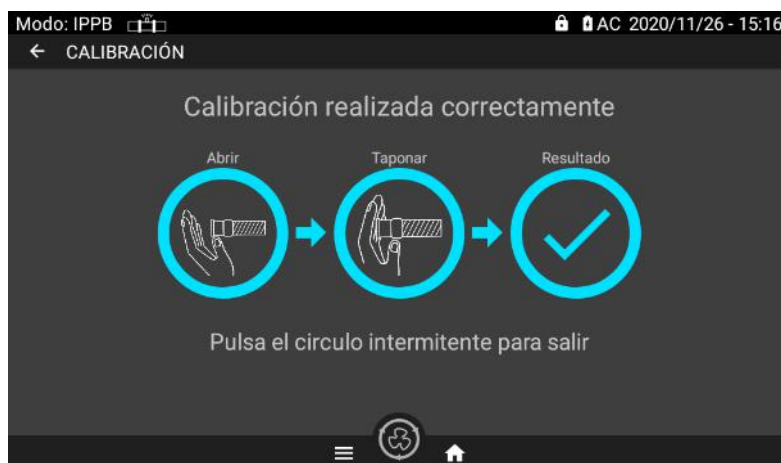 Modo: IPPB AC 2020/11/26 - 15:16
CALIBRACIÓN
Calibración realizada correctamente
Abrir Taponar Resultado
Pulsa el circulo intermitente para salir